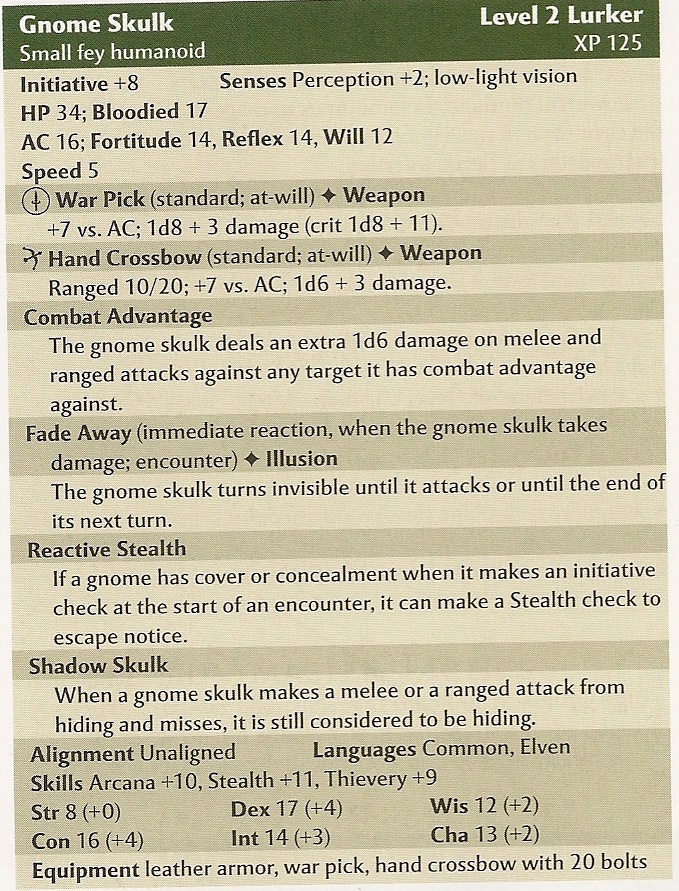 Gnome Skulk Level 2 Lurker
Small fey humanoid XP 125
Initiative +8 Senses Perception +2; low-light vision
HP 34; Bloodied 17
AC 16; Fortitude 14, Reflex 14, Will 12
Speed 5
War Pick (standard; at-will) ✦ Weapon
+7 vs. AC; 1d8 + 3 damage (crit 1d8 + 11).
Hand Crossbow (standard; at-will) ✦ Weapon
Ranged 10/20; +7 vs. AC; 1d6 + 3 damage.
Combat Advantage
The gnome skulk deals an extra 1d6 damage on melee and
ranged attacks against any target it has combat advantage
against.
Fade Away (immediate reaction, when the gnome skulk takes
damage; encounter) ✦ Illusion
The gnome skulk turns invisible until it attacks or until the end of
its next turn.
Reactive Stealth
If a gnome has cover or concealment when it makes an initiative
check at the start of an encounter, it can make a Stealth check to
escape notice.
Shadow Skulk
When a gnome skulk makes a melee or a ranged attack from
hiding and misses, it is still considered to be hiding.
Alignment Unaligned Languages Common, Elven
Skills Arcana +10, Stealth +11, Thievery +9
Str 8 (+0) Dex 17 (+4) Wis 12 (+2)
Con 16 (+4) Int 14 (+3) Cha 13 (+2)
Equipment leather armor, war pick, hand crossbow with 20 bolts